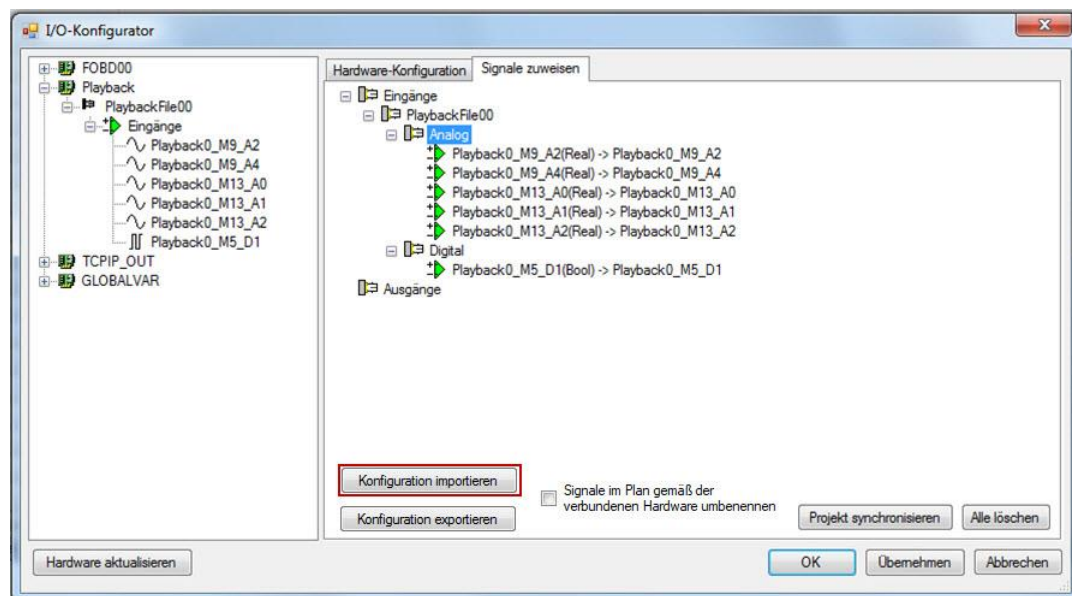 I/O-Konfigurator
FOBD00
Playback
PlaybackFile00
Eingänge
Playback0_M9_A2
Playback0_M9_A4
Playback0_M13_A0
Playback0_M13_A1
Playback0_M13_A2
Playback0_M5_D1
TCPIP_OUT
GLOBALVAR
Hardware-Konfiguration
Signale zuweisen
Eingänge
PlaybackFile00
Analog
Playback0_M9_A2(Real) -> Playback0_M9_A2
Playback0_M9_A4(Real) -> Playback0_M9_A4
Playback0_M13_A0(Real) -> Playback0_M13_A0
Playback0_M13_A1(Real) -> Playback0_M13_A1
Playback0_M13_A2(Real) -> Playback0_M13_A2
Digital
Playback0_M5_D1(Bool) -> Playback0_M5_D1
Ausgänge
Konfiguration importieren
Konfiguration exportieren
Signale im Plan gemäß der
verbundenen Hardware umbenennen
Projekt synchronisieren
Alle löschen
Hardware aktualisieren
OK
Übernehmen
Abbrechen